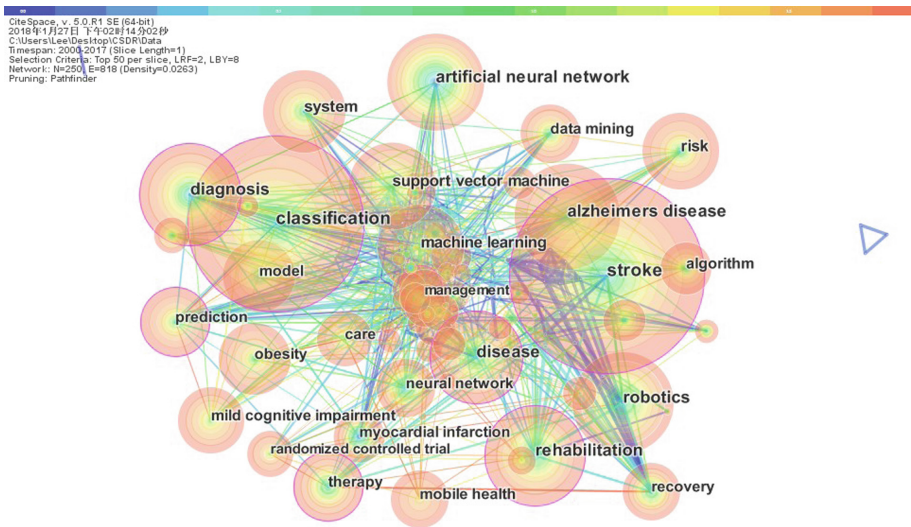 CiteSpace, v. 5.0.R1 SE (64-bit)
2018年1月27日 下午02时14分02秒
C:\Users\Lee\Desktop\CSDR\Data
Timespan: 2000-2017 (Slice Length=1)
Selection Criteria: Top 50 per slice, LRF=2, LBY=8
Network: N=250, E=818 (Density=0.0263)
Pruning: Pathfinder
artificial neural network
system
data mining
risk
support vector machine
diagnosis
alzheimers disease
classification
machine learning
algorithm
model
stroke
management
prediction
care
obesity
disease
neural network
robotics
mild cognitive impairment
myocardial infarction
randomized controlled trial
rehabilitation
therapy
mobile health
recovery